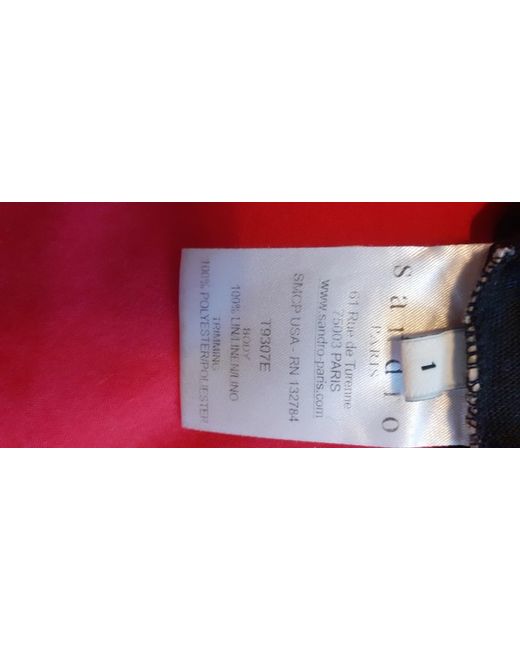 sandro
PARIS
1
61 Rue de Turenne
75003 PARIS
www.sandro-paris.com
SMCP USA - RN 132784
T9307E
BODY
100% LIN/LINEN/LINO
TRIMMING
100% POLYESTER/POLIESTER